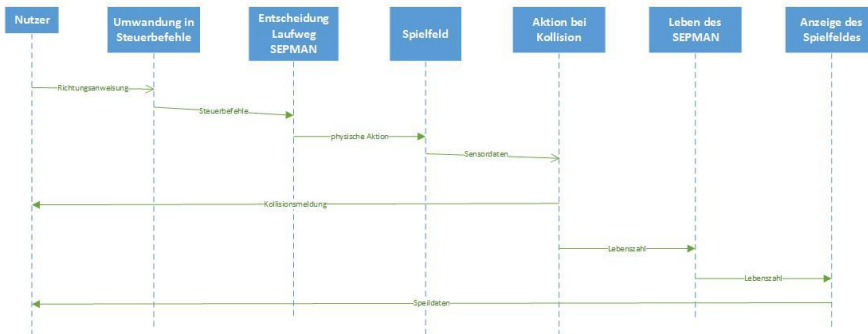 Nutzer
Umwandung in
Steuerbefehle
Entscheidung
Laufweg
SEPMAN
Spielfeld
Aktion bei
Kollision
Leben des
SEPMAN
Anzeige des
Spielfeldes
Richtungsanweisung
Steuerbefehle
physische Aktion
Sensordaten
Kollisionsmeldung
Lebenszahl
Lebenszahl
Speildaten